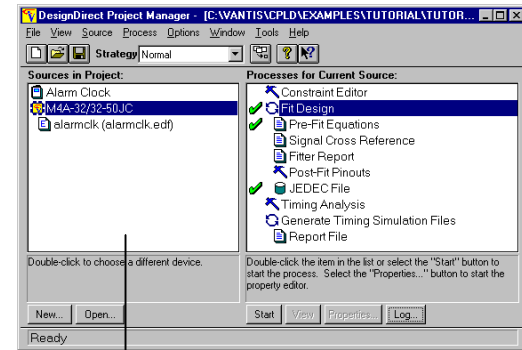 DesignDirect Project Manager - [C:\VANTIS\CPLD\EXAMPLES\TUTORIAL\TUTOR...
File View Source Process Options Window Tools Help
Strategy Normal
Sources in Project:
Alarm Clock
M4A-32/32-50JC
alarmclk (alarmclk.edf)
Double-click to choose a different device.
New... Open...
Processes for Current Source:
Constraint Editor
Fit Design
Pre-Fit Equations
Signal Cross Reference
Fitter Report
Post-Fit Pinouts
JEDEC File
Timing Analysis
Generate Timing Simulation Files
Report File
Double-click the item in the list or select the "Start" button to
start the process. Select the "Properties..." button to start the
property editor.
Start View Properties... Log...
Ready